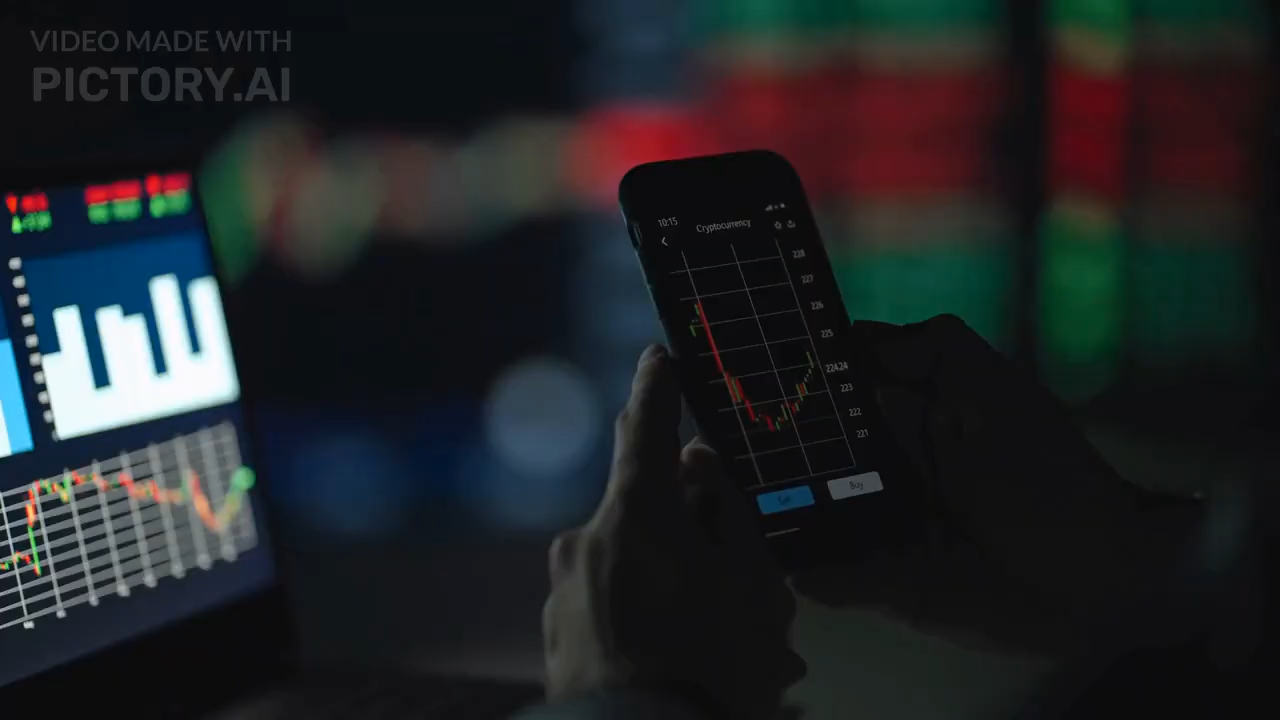 VIDEO MADE WITH
PICTORY.AI
10:15
Cryptocurrency
228
227
226
225
224.24
223
222
221
Sell
Buy